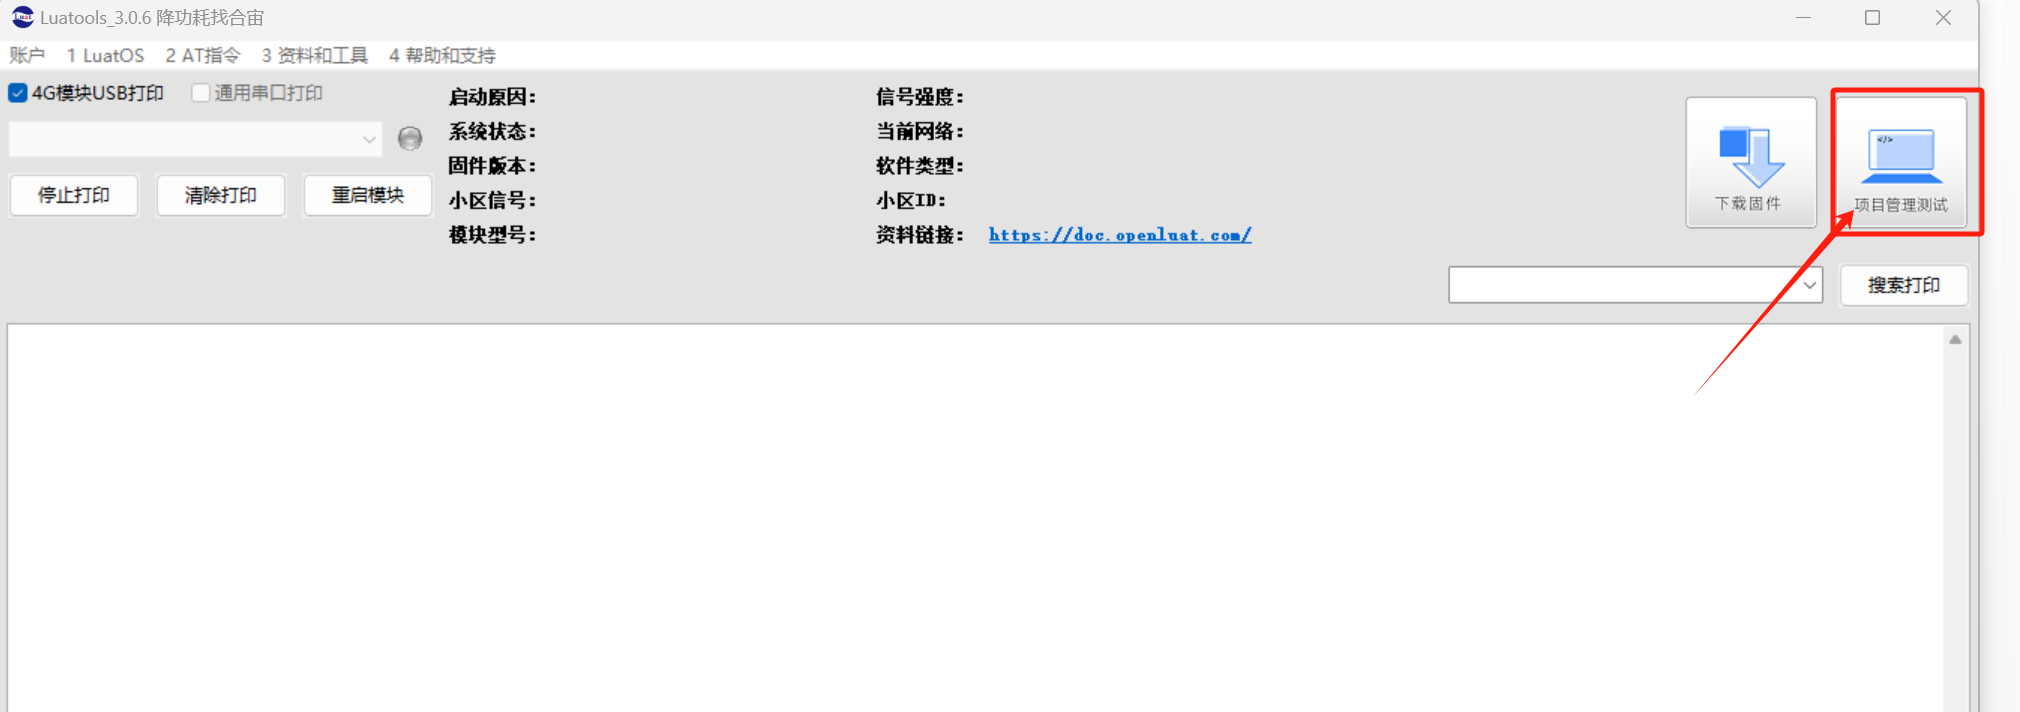 Luatools_3.0.6 降功耗找合宙
账户 1 LuatOS 2 AT指令 3 资料和工具 4 帮助和支持
4G模块USB打印 通用串口打印
停止打印 清除打印 重启模块
启动原因：
系统状态：
固件版本：
小区信号：
模块型号：
信号强度：
当前网络：
软件类型：
小区ID：
资料链接： https://doc.openluat.com/
下载固件
</>
项目管理测试
搜索打印